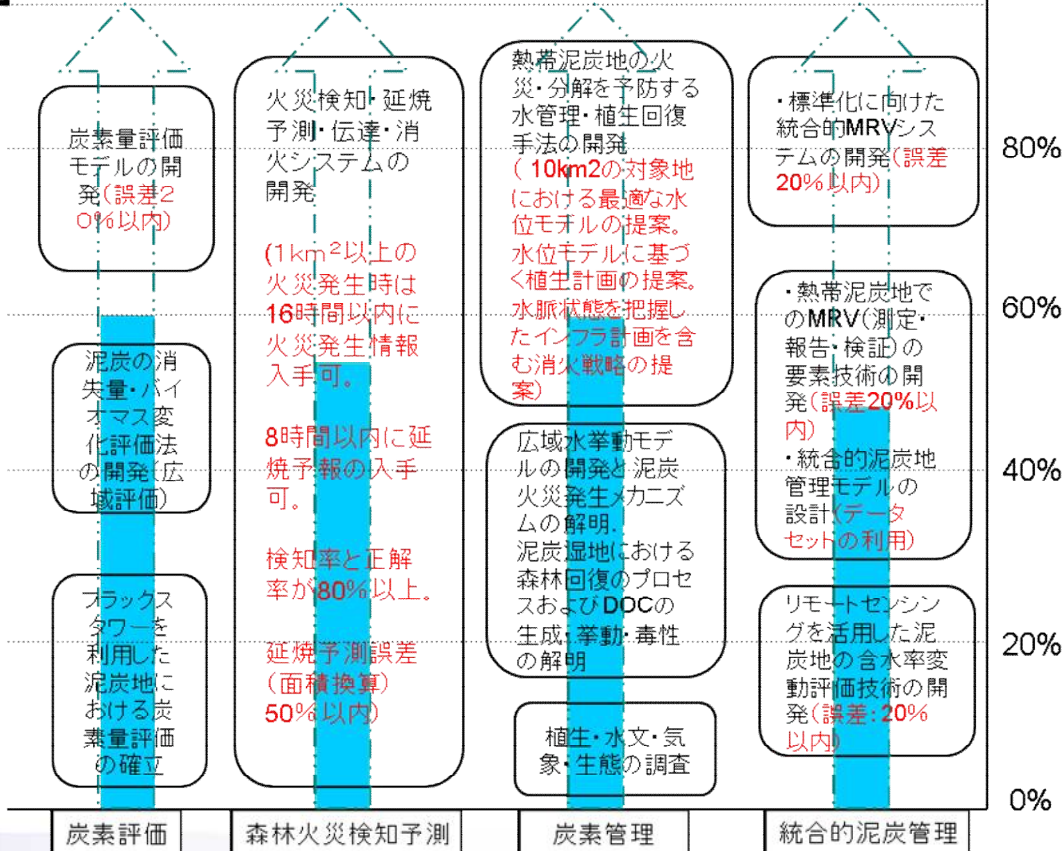 炭素量評価
モデルの開
発(誤差2
0%以内)
泥炭の消
失量・バイ
オマス変
化評価法
の開発(広
域評価)
フラックス
タワーを
利用した
泥炭地に
おける炭
素量評価
の確立
火災検知・延焼
予測・伝達・消
火システムの
開発
(1km²以上の
火災発生時は
16時間以内に
火災発生情報
入手可。
8時間以内に延
焼予報の入手
可。
検知率と正解
率が80%以上。
延焼予測誤差
(面積換算)
50%以内)
熱帯泥炭地の火
災・分解を予防する
水管理・植生回復
手法の開発
( 10km2の対象地
における最適な水
位モデルの提案。
水位モデルに基づ
く植生計画の提案。
水脈状態を把握し
たインフラ計画を含
む消火戦略の提
案)
広域水挙動モデ
ルの開発と泥炭
火災発生メカニズ
ムの解明.
泥炭湿地における
森林回復のプロセ
スおよびDOCの
生成・挙動・毒性
の解明
植生・水文・気
象・生態の調査
・標準化に向けた
統合的MRVシス
テムの開発(誤差
20%以内)
・熱帯泥炭地で
のMRV(測定・
報告・検証)の
要素技術の開
発(誤差20%以
内)
・統合的泥炭地
管理モデルの
設計(データ
セットの利用)
リモートセンシン
グを活用した泥
炭地の含水率変
動評価技術の開
発(誤差:20%
以内)
80%
60%
40%
20%
0%
炭素評価
森林火災検知予測
炭素管理
統合的泥炭管理